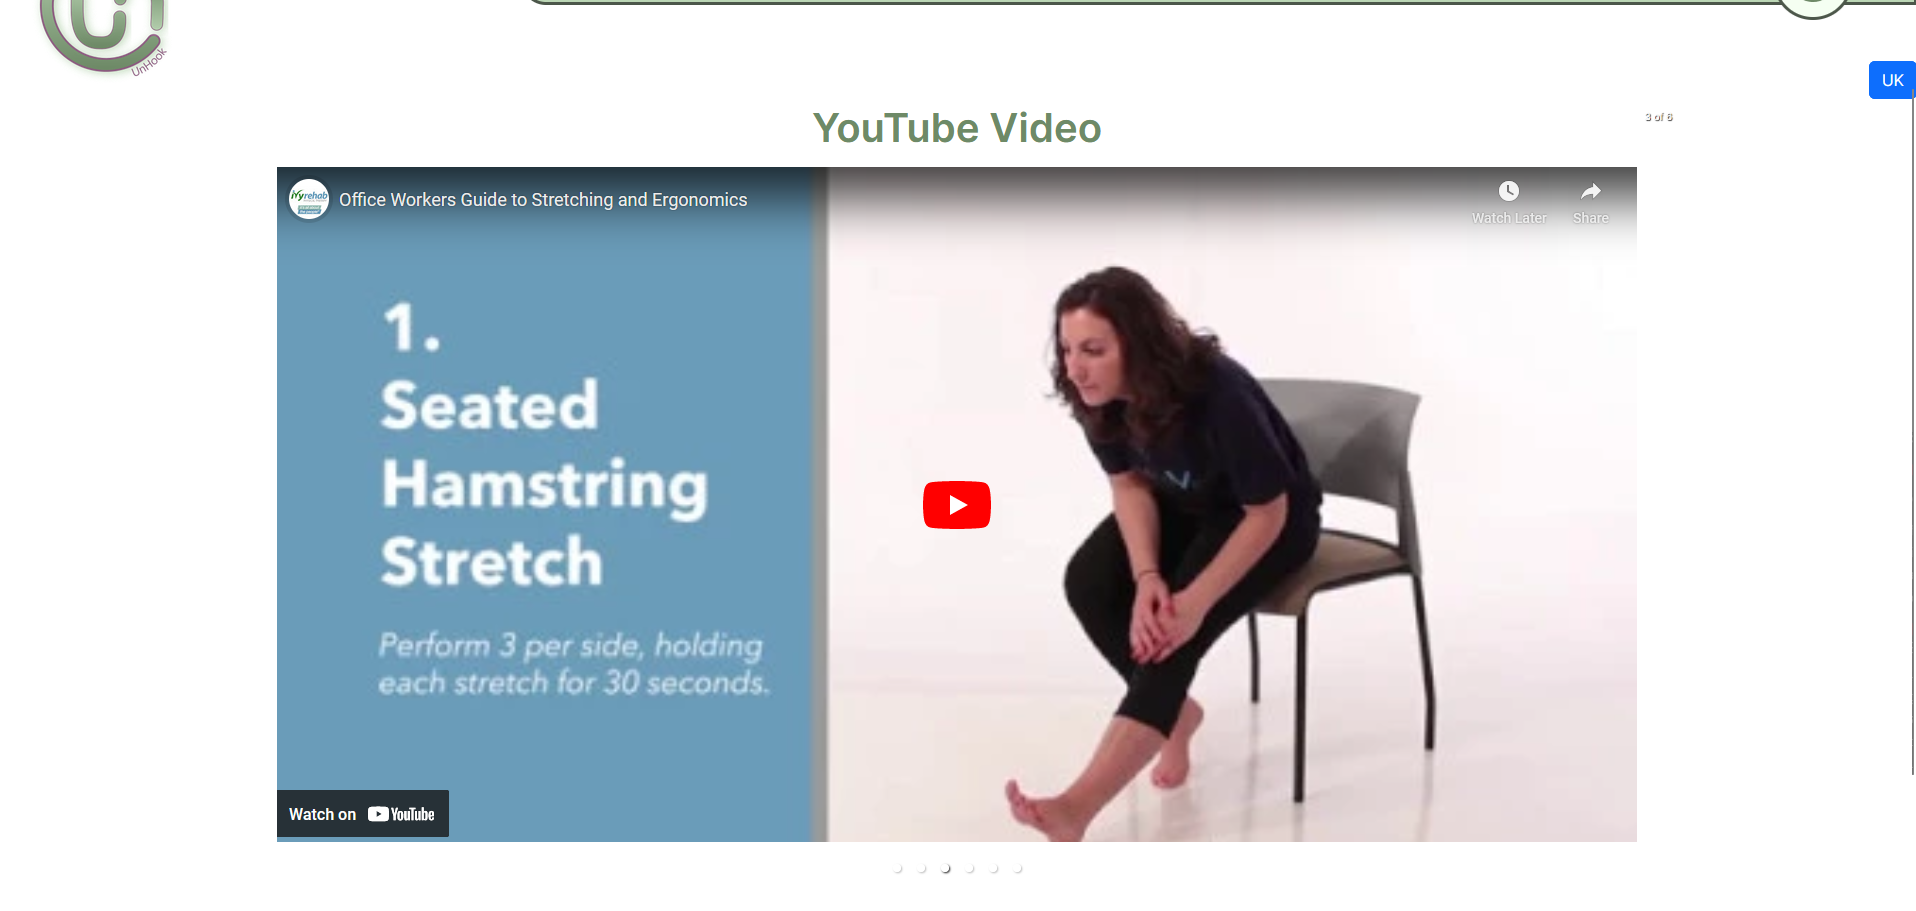 UnHook
UK
YouTube Video
3 of 6
ivyrehab
Office Workers Guide to Stretching and Ergonomics
Watch Later
Share
1.
Seated
Hamstring
Stretch
Perform 3 per side, holding
each stretch for 30 seconds.
Watch on YouTube